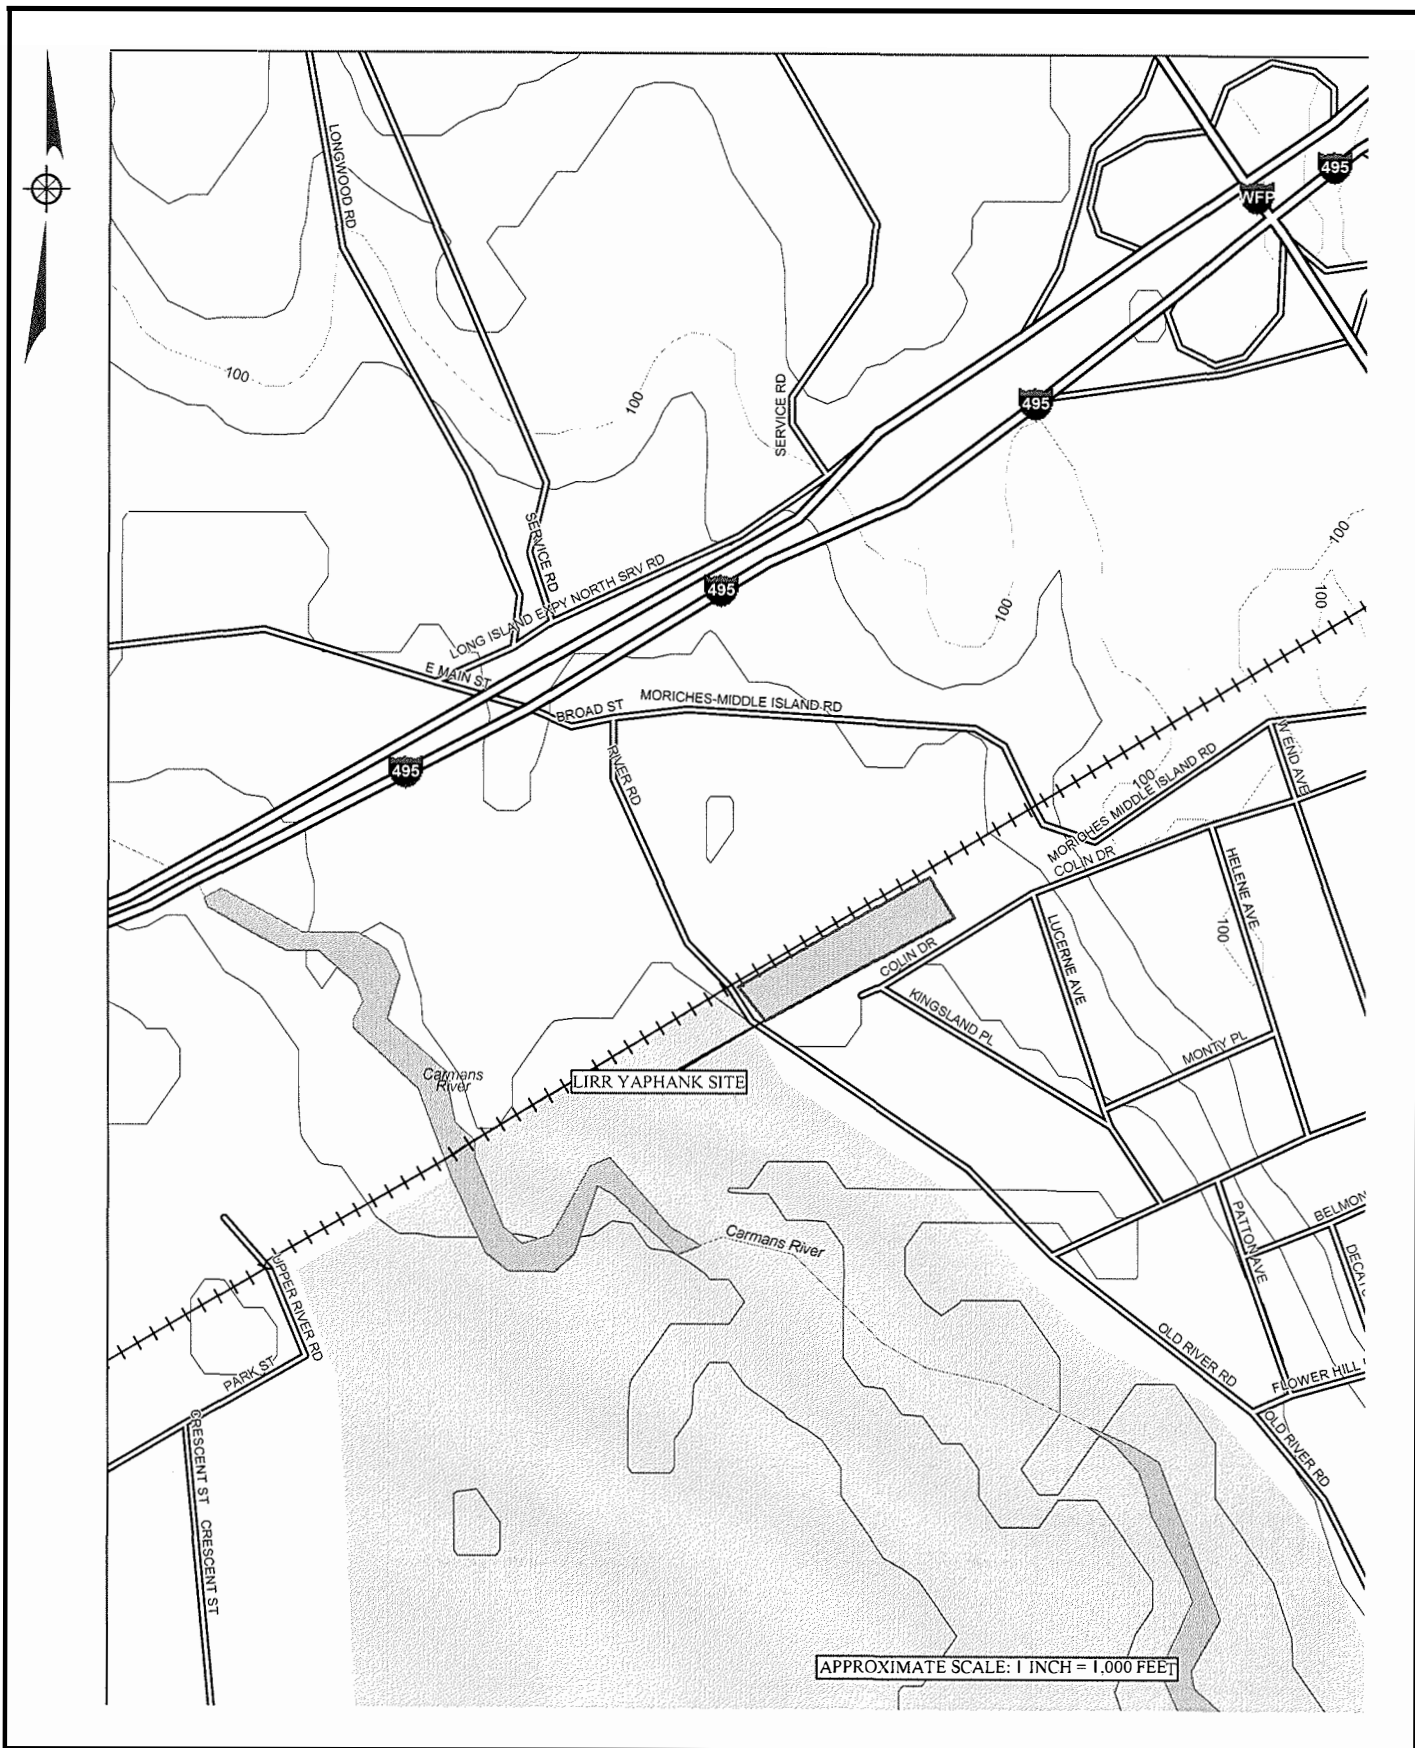 LONGWOOD RD
495
WFP
100
100
SERVICE RD
495
SERVICE RD
100
LONG ISLAND EXPY NORTH SRV RD
495
100
100
E MAIN ST
BROAD ST
MORICHES-MIDDLE ISLAND RD
495
RIVER RD
W END AVE
100
MORICHES MIDDLE ISLAND RD
COLIN DR
HELENE AVE
100
LUCERNE AVE
COLIN DR
KINGSLAND PL
MONTY PL
Carmans
River
LIRR YAPHANK SITE
Carmans River
PATTON AVE
BELMON
DECAT
UPPER RIVER RD
PARK ST
OLD RIVER RD
FLOWER HILL
CRESCENT ST
OLD RIVER RD
CRESCENT ST
APPROXIMATE SCALE: 1 INCH = 1,000 FEET